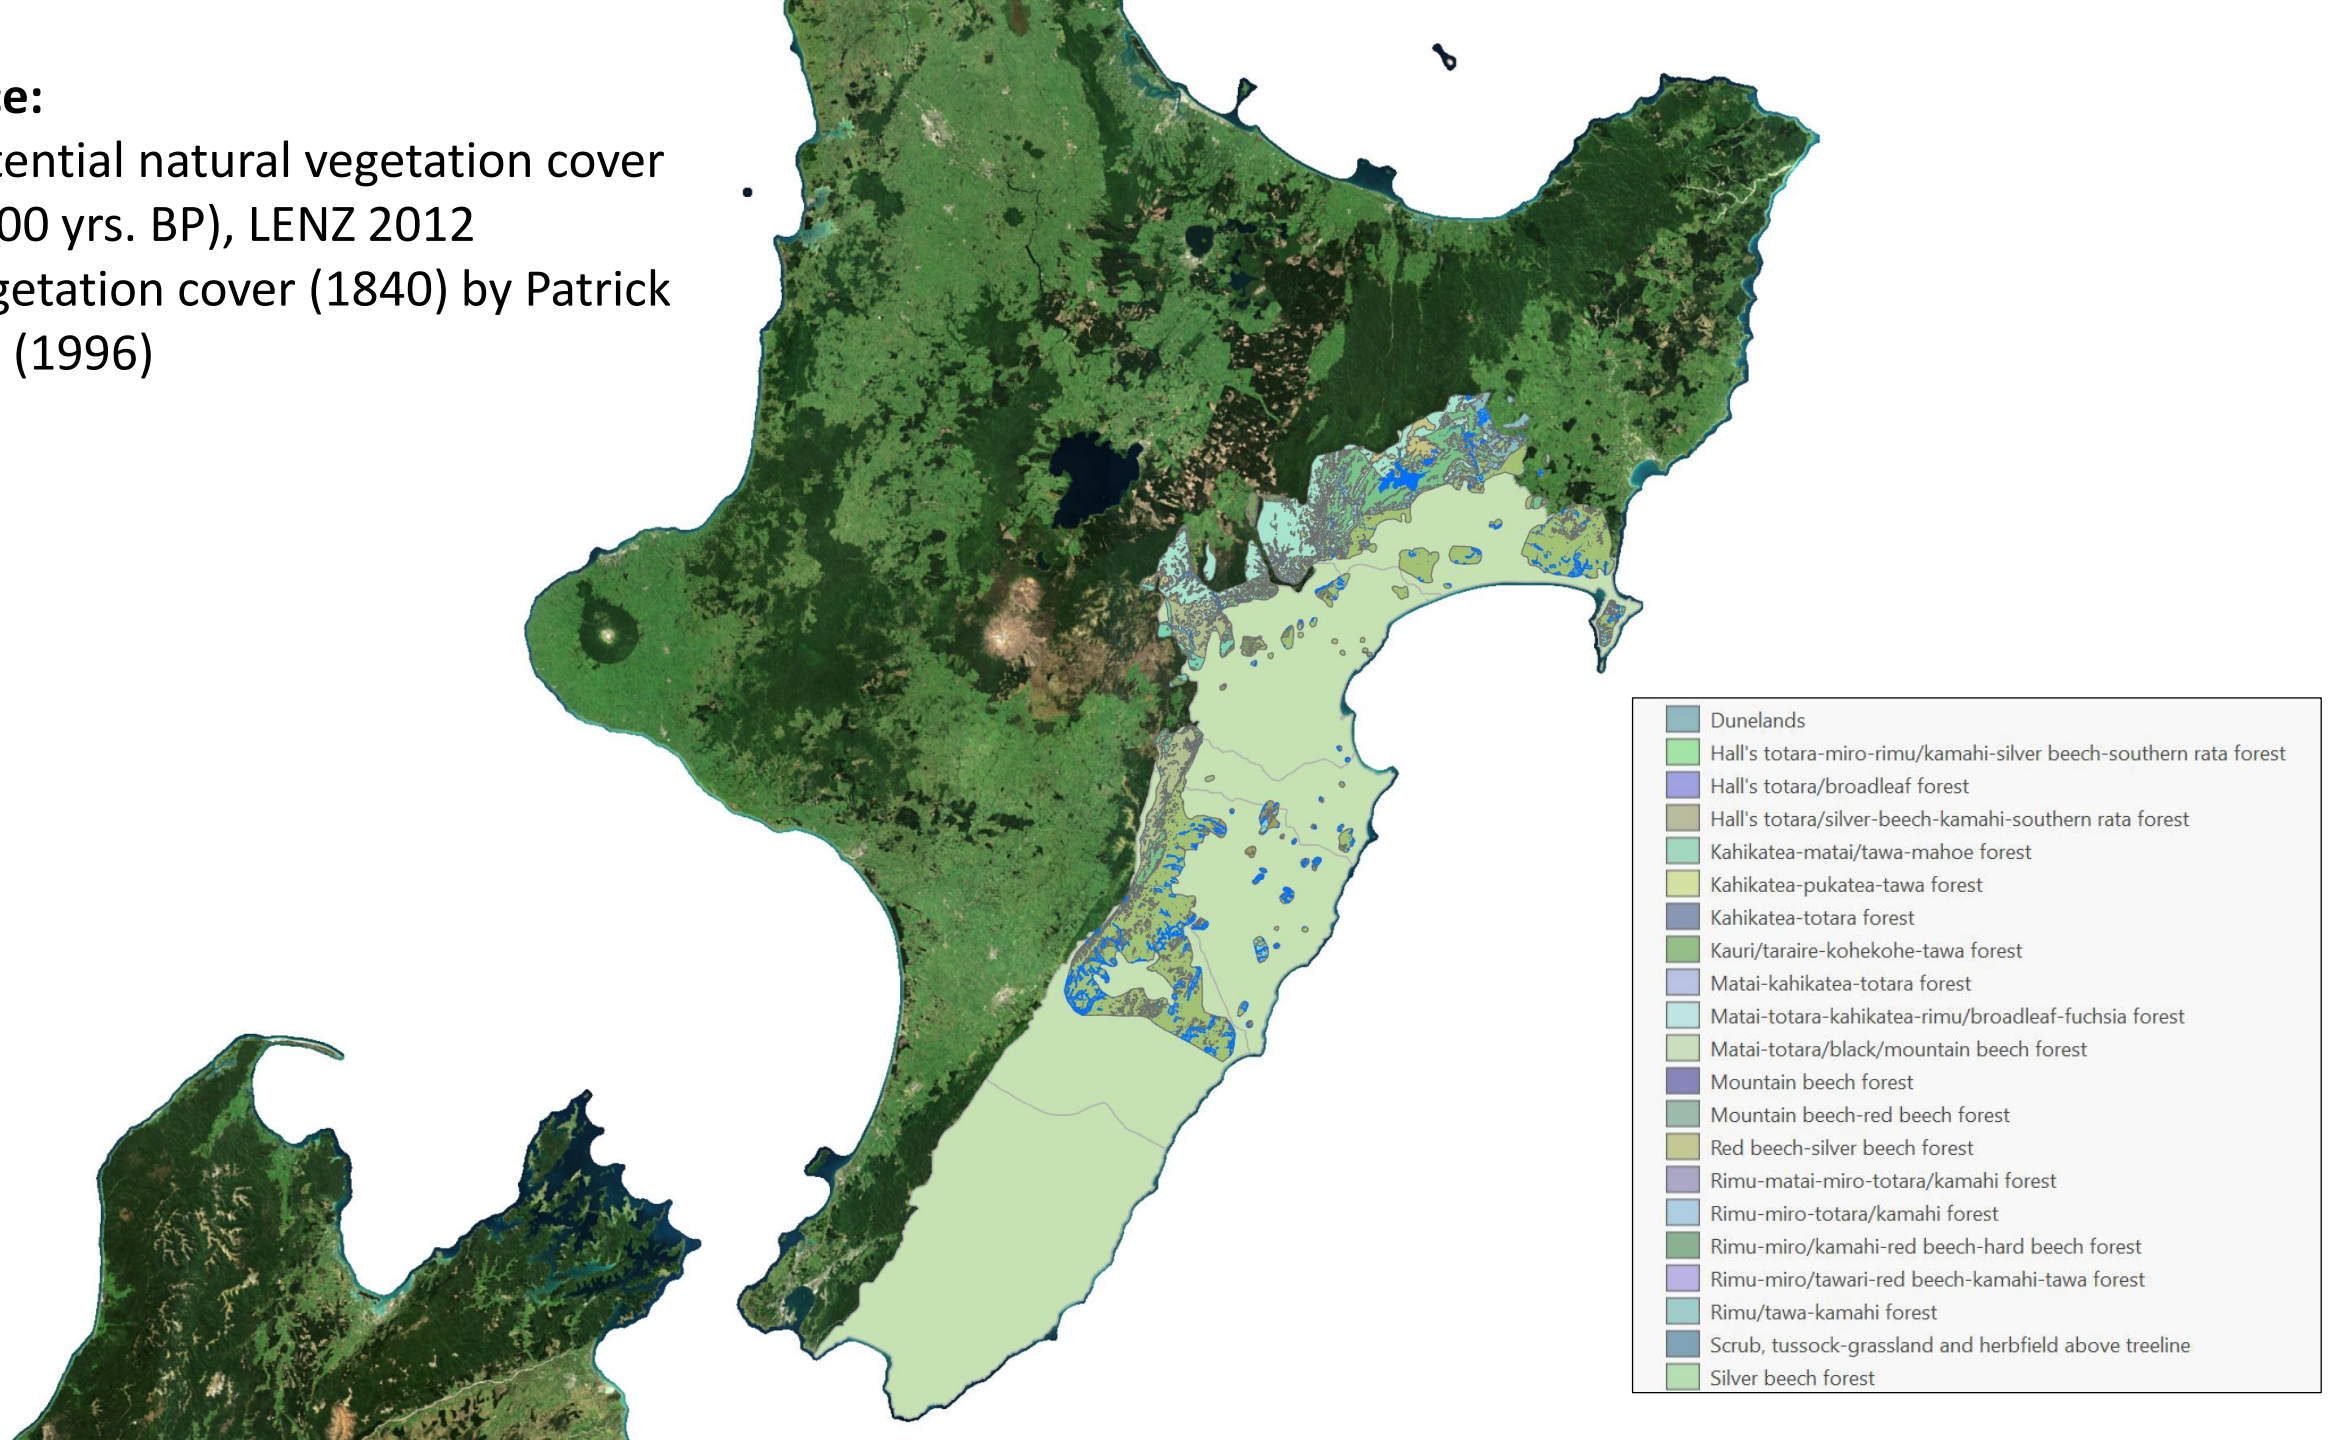 ce:
tential natural vegetation cover
00 yrs. BP), LENZ 2012
getation cover (1840) by Patrick
(1996)
Dunelands
Hall's totara-miro-rimu/kamahi-silver beech-southern rata forest
Hall's totara/broadleaf forest
Hall's totara/silver-beech-kamahi-southern rata forest
Kahikatea-matai/tawa-mahoe forest
Kahikatea-pukatea-tawa forest
Kahikatea-totara forest
Kauri/taraire-kohekohe-tawa forest
Matai-kahikatea-totara forest
Matai-totara-kahikatea-rimu/broadleaf-fuchsia forest
Matai-totara/black/mountain beech forest
Mountain beech forest
Mountain beech-red beech forest
Red beech-silver beech forest
Rimu-matai-miro-totara/kamahi forest
Rimu-miro-totara/kamahi forest
Rimu-miro/kamahi-red beech-hard beech forest
Rimu-miro/tawari-red beech-kamahi-tawa forest
Rimu/tawa-kamahi forest
Scrub, tussock-grassland and herbfield above treeline
Silver beech forest